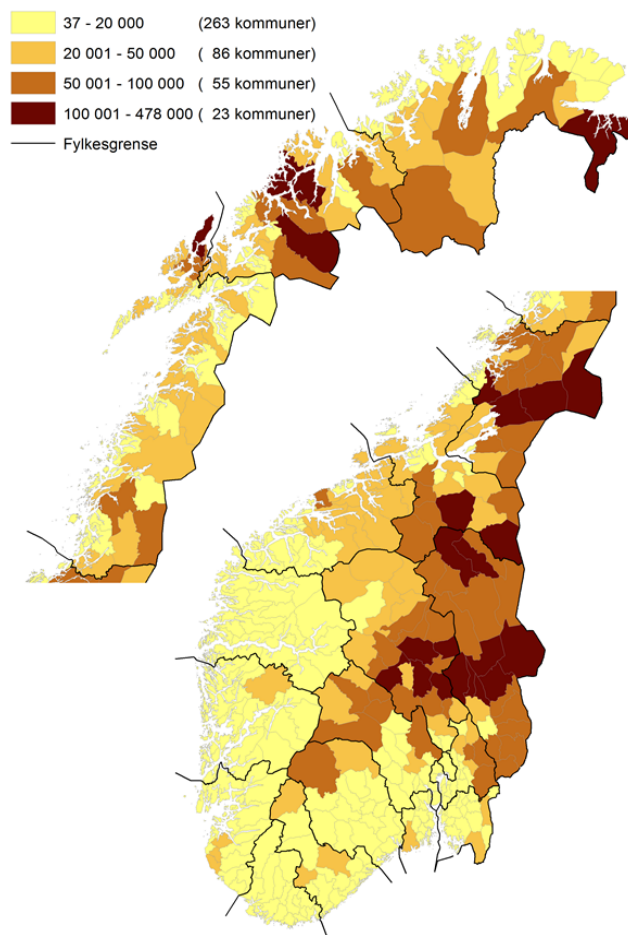 37 - 20 000 (263 kommuner)
20 001 - 50 000 ( 86 kommuner)
50 001 - 100 000 ( 55 kommuner)
100 001 - 478 000 ( 23 kommuner)
Fylkesgrense